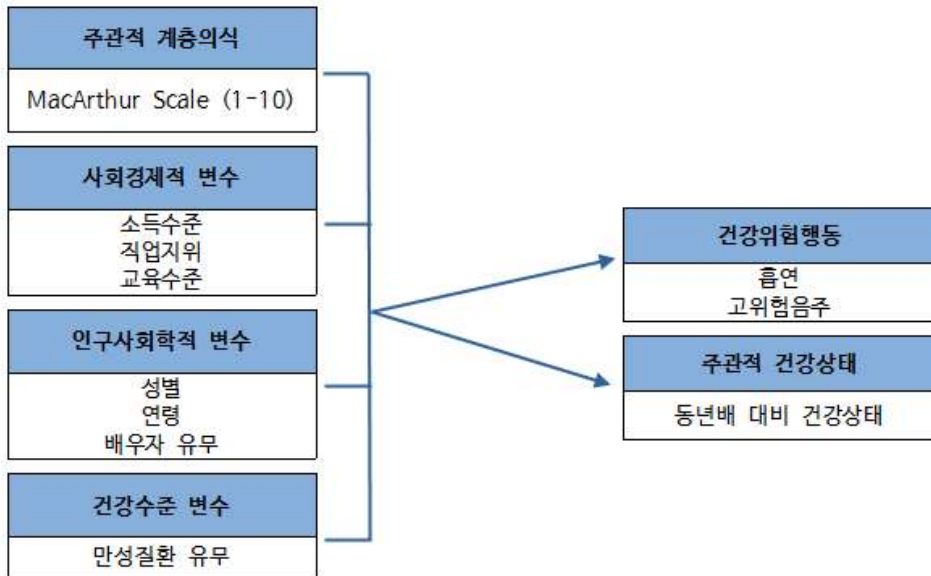 주관적 계층의식
MacArthur Scale (1-10)
사회경제적 변수
소득수준
직업지위
교육수준
인구사회학적 변수
성별
연령
배우자 유무
건강수준 변수
만성질환 유무
건강위험행동
흡연
고위험음주
주관적 건강상태
동년배 대비 건강상태